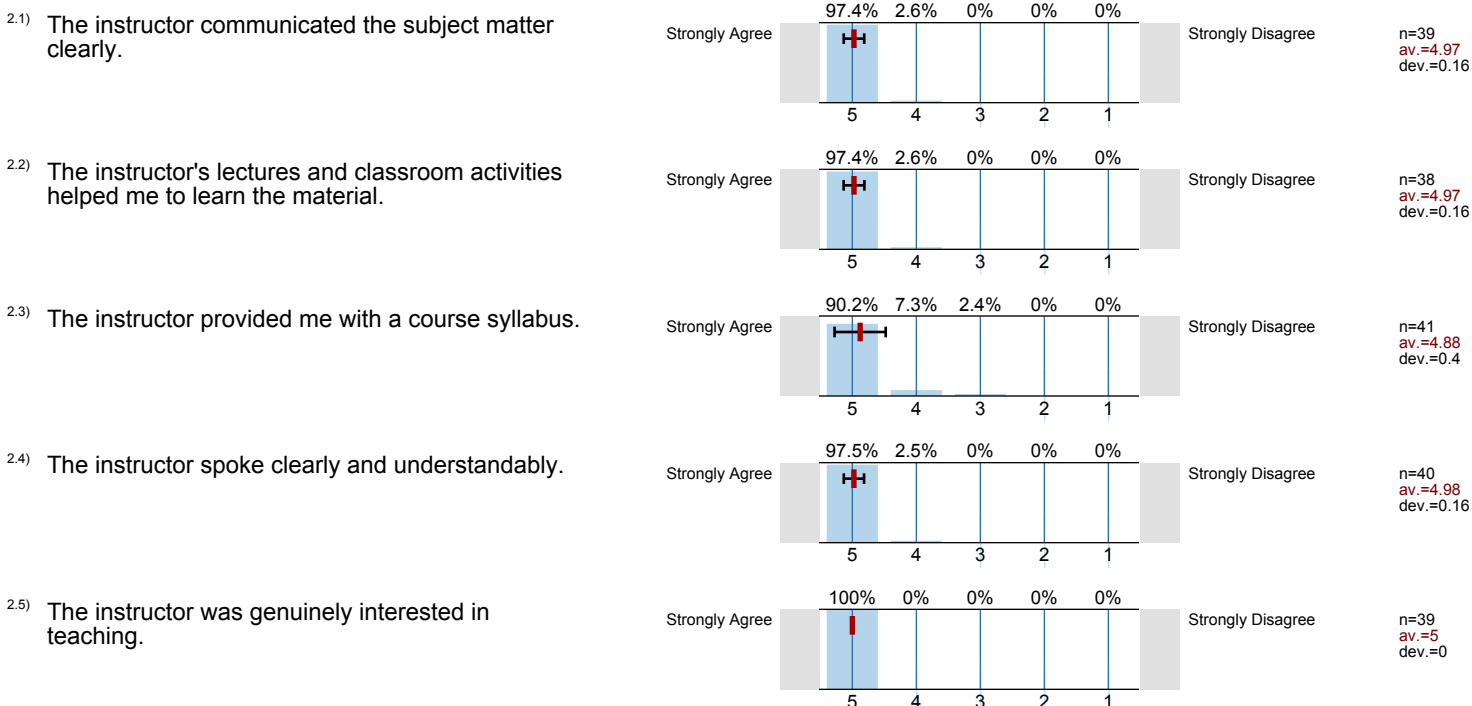 2.1) The instructor communicated the subject matter
clearly.
97.4% 2.6% 0% 0% 0%
Strongly Agree
Strongly Disagree
n=39
av.=4.97
dev.=0.16
5 4 3 2 1
2.2) The instructor's lectures and classroom activities
helped me to learn the material.
97.4% 2.6% 0% 0% 0%
Strongly Agree
Strongly Disagree
n=38
av.=4.97
dev.=0.16
5 4 3 2 1
2.3) The instructor provided me with a course syllabus.
90.2% 7.3% 2.4% 0% 0%
Strongly Agree
Strongly Disagree
n=41
av.=4.88
dev.=0.4
5 4 3 2 1
2.4) The instructor spoke clearly and understandably.
97.5% 2.5% 0% 0% 0%
Strongly Agree
Strongly Disagree
n=40
av.=4.98
dev.=0.16
5 4 3 2 1
2.5) The instructor was genuinely interested in
teaching.
100% 0% 0% 0% 0%
Strongly Agree
Strongly Disagree
n=39
av.=5
dev.=0
5 4 3 2 1